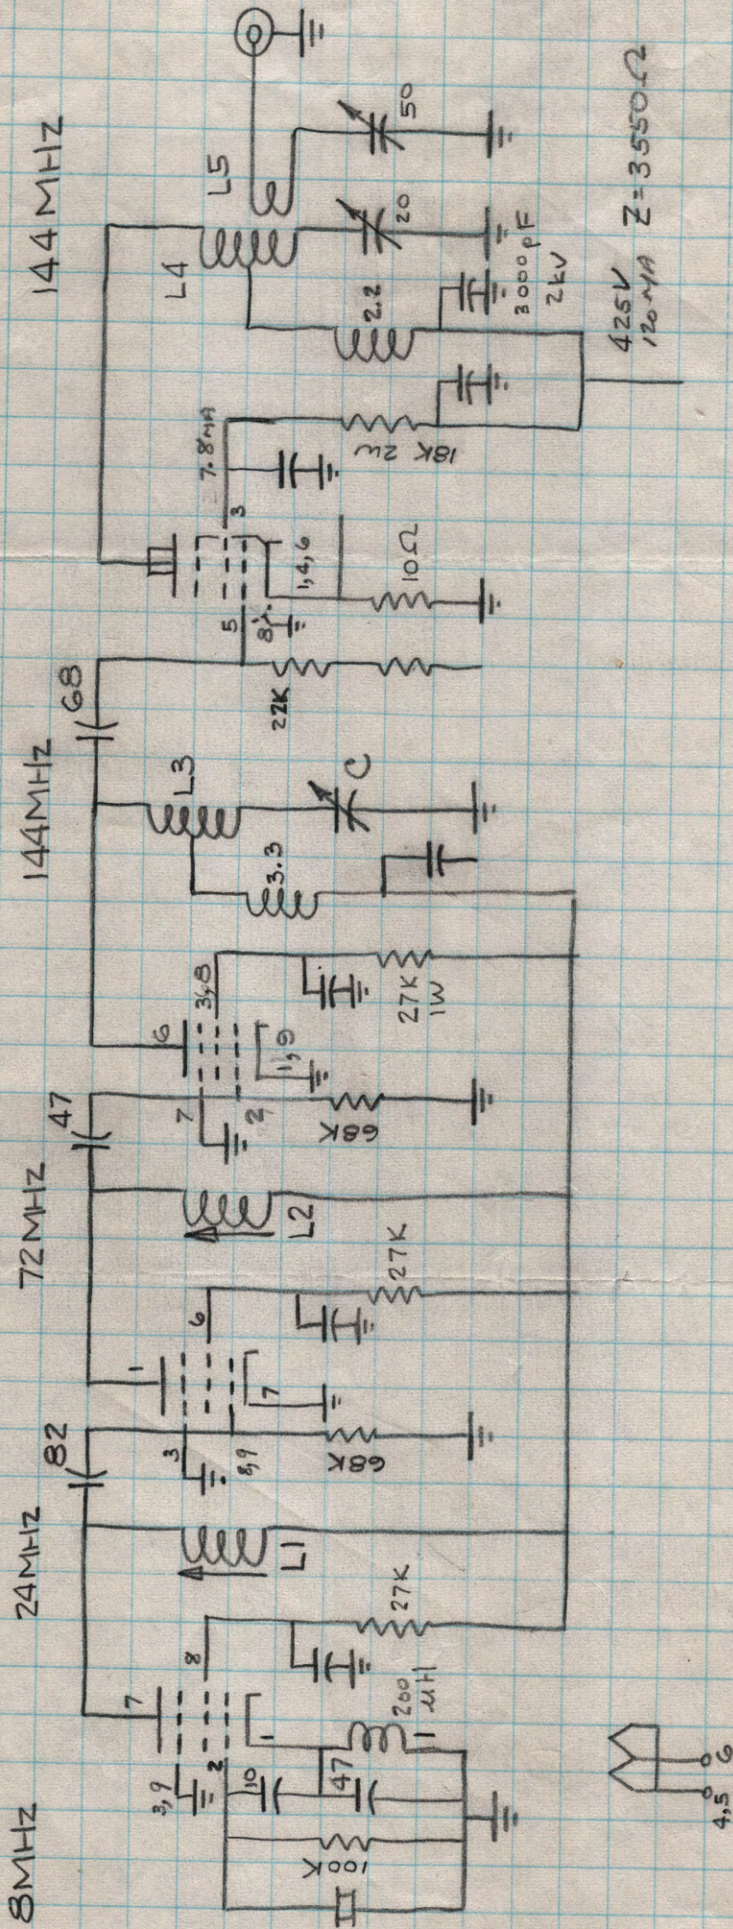 8MHZ
24MHZ
72MHZ
144MHZ
144MHZ
100K
3,9
2
10
47
7
8
1
200
µH
27K
L1
82
3
8,9
68K
1
6
7
27K
L2
47
7
2
68K
6
3,8
1,9
27K
1W
3.3
L3
C
68
22K
5
8
3
1,4,6
10Ω
7.8MA
18K 2W
2.2
L4
L5
20
50
3000pF
2kV
425V
120MA
Z=3550Ω
4,5
6